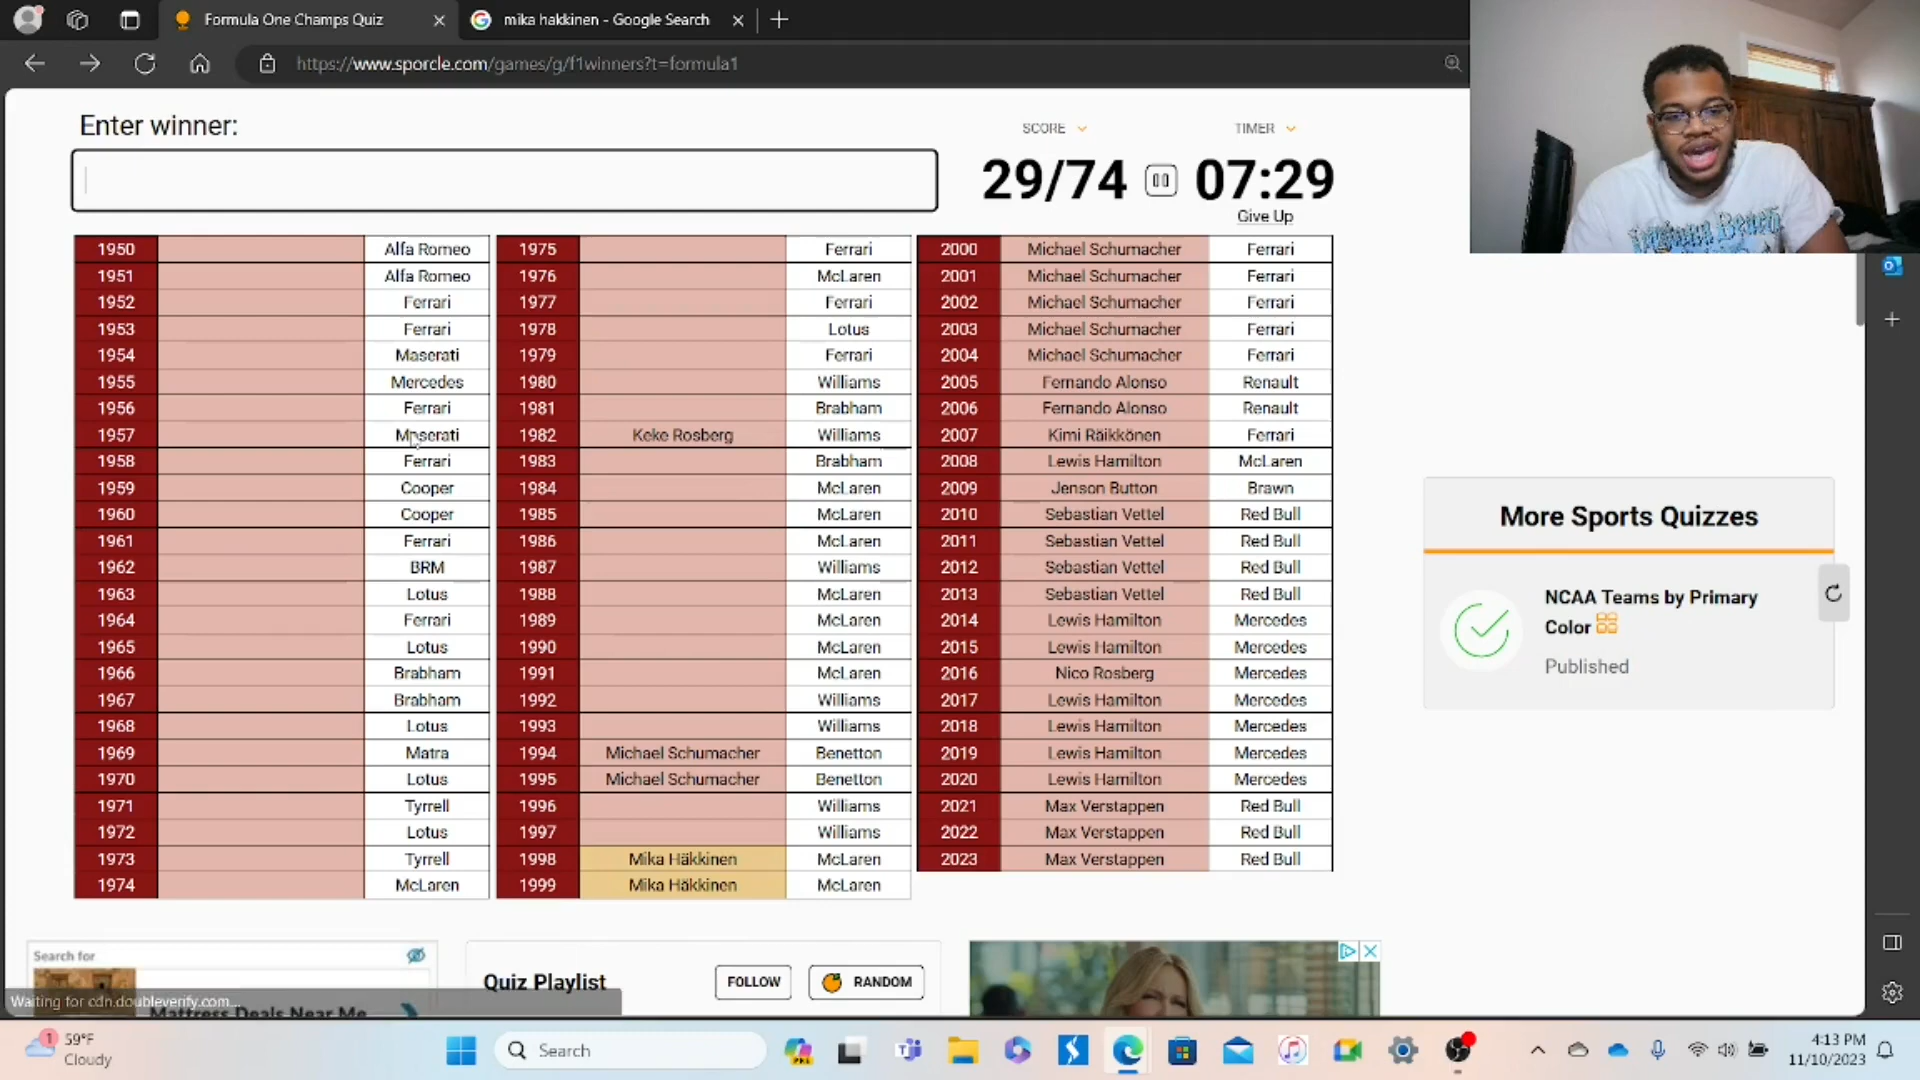 Formula One Champs Quiz
mika hakkinen - Google Search
https://www.sporcle.com/games/g/f1winners?t=formula1
Enter winner:
SCORE
TIMER
29/74
07:29
Give Up
1950 Alfa Romeo
1951 Alfa Romeo
1952 Ferrari
1953 Ferrari
1954 Maserati
1955 Mercedes
1956 Ferrari
1957 Maserati
1958 Ferrari
1959 Cooper
1960 Cooper
1961 Ferrari
1962 BRM
1963 Lotus
1964 Ferrari
1965 Lotus
1966 Brabham
1967 Brabham
1968 Lotus
1969 Matra
1970 Lotus
1971 Tyrrell
1972 Lotus
1973 Tyrrell
1974 McLaren
1975 Ferrari
1976 McLaren
1977 Ferrari
1978 Lotus
1979 Ferrari
1980 Williams
1981 Brabham
1982 Keke Rosberg Williams
1983 Brabham
1984 McLaren
1985 McLaren
1986 McLaren
1987 Williams
1988 McLaren
1989 McLaren
1990 McLaren
1991 McLaren
1992 Williams
1993 Williams
1994 Michael Schumacher Benetton
1995 Michael Schumacher Benetton
1996 Williams
1997 Williams
1998 Mika Häkkinen McLaren
1999 Mika Häkkinen McLaren
2000 Michael Schumacher Ferrari
2001 Michael Schumacher Ferrari
2002 Michael Schumacher Ferrari
2003 Michael Schumacher Ferrari
2004 Michael Schumacher Ferrari
2005 Fernando Alonso Renault
2006 Fernando Alonso Renault
2007 Kimi Räikkönen Ferrari
2008 Lewis Hamilton McLaren
2009 Jenson Button Brawn
2010 Sebastian Vettel Red Bull
2011 Sebastian Vettel Red Bull
2012 Sebastian Vettel Red Bull
2013 Sebastian Vettel Red Bull
2014 Lewis Hamilton Mercedes
2015 Lewis Hamilton Mercedes
2016 Nico Rosberg Mercedes
2017 Lewis Hamilton Mercedes
2018 Lewis Hamilton Mercedes
2019 Lewis Hamilton Mercedes
2020 Lewis Hamilton Mercedes
2021 Max Verstappen Red Bull
2022 Max Verstappen Red Bull
2023 Max Verstappen Red Bull
More Sports Quizzes
NCAA Teams by Primary
Color
Published
Search for
Mattress Deals Near Me
Quiz Playlist
FOLLOW
RANDOM
Waiting for cdn.doubleverify.com...
1
59°F
Cloudy
Search
4:13 PM
11/10/2023